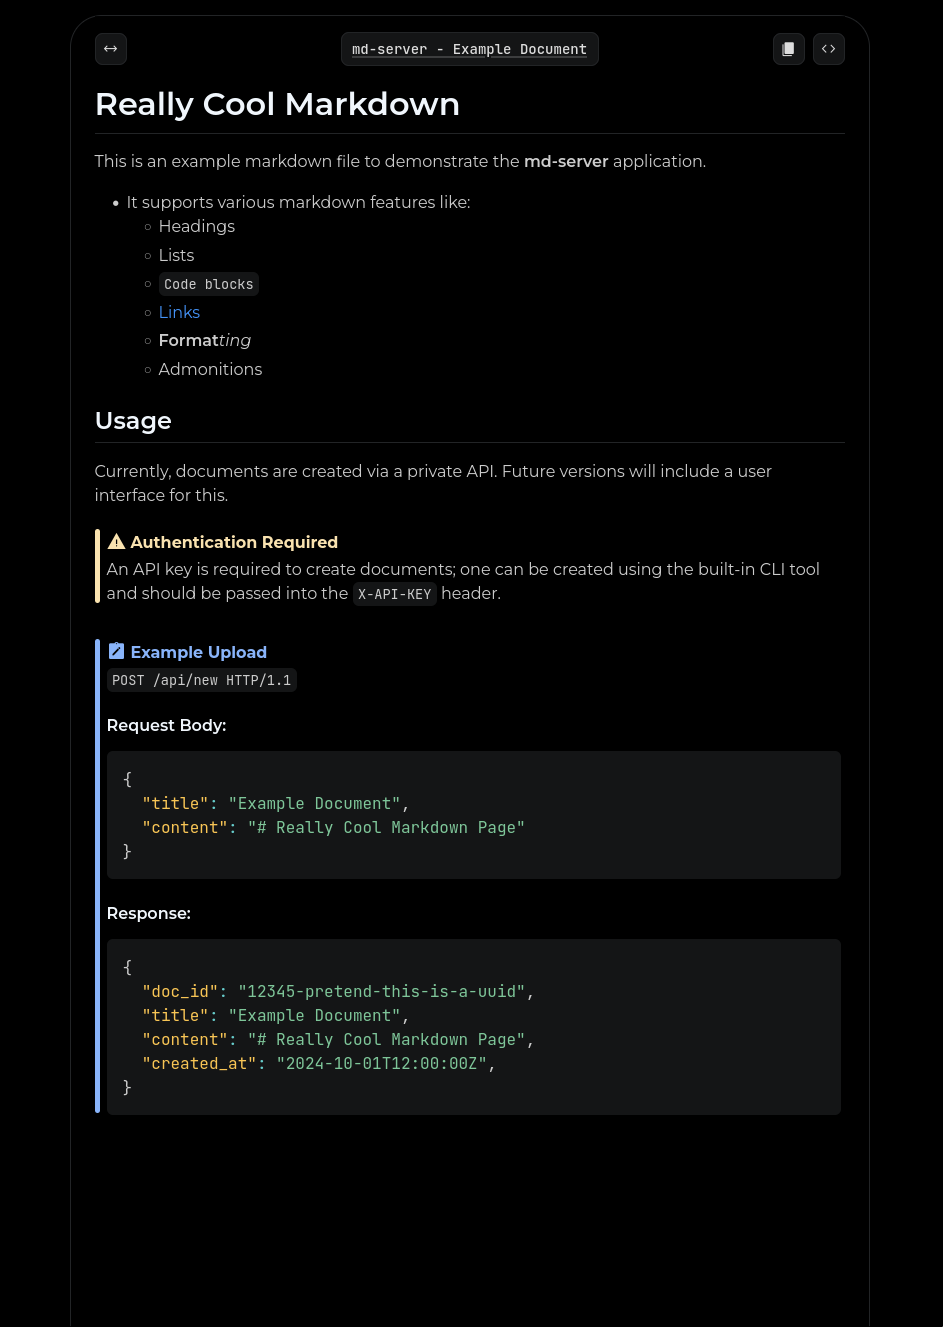 md-server - Example Document
Really Cool Markdown
This is an example markdown file to demonstrate the md-server application.
It supports various markdown features like:
Headings
Lists
Code blocks
Links
Formatting
Admonitions
Usage
Currently, documents are created via a private API. Future versions will include a user
interface for this.
Authentication Required
An API key is required to create documents; one can be created using the built-in CLI tool
and should be passed into the X-API-KEY header.
Example Upload
POST /api/new HTTP/1.1
Request Body:
{
  "title": "Example Document",
  "content": "# Really Cool Markdown Page"
}
Response:
{
  "doc_id": "12345-pretend-this-is-a-uuid",
  "title": "Example Document",
  "content": "# Really Cool Markdown Page",
  "created_at": "2024-10-01T12:00:00Z",
}